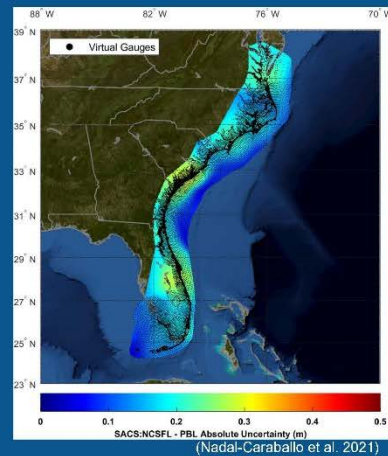 88° W 82° W 76° W 70° W
39° N
Virtual Gauges
37° N
35° N
33° N
31° N
29° N
27° N
25° N
23° N
0 0.1 0.2 0.3 0.4 0.5
SACS:NCSFL - PBL Absolute Uncertainty (m)
(Nadal-Caraballo et al. 2021)